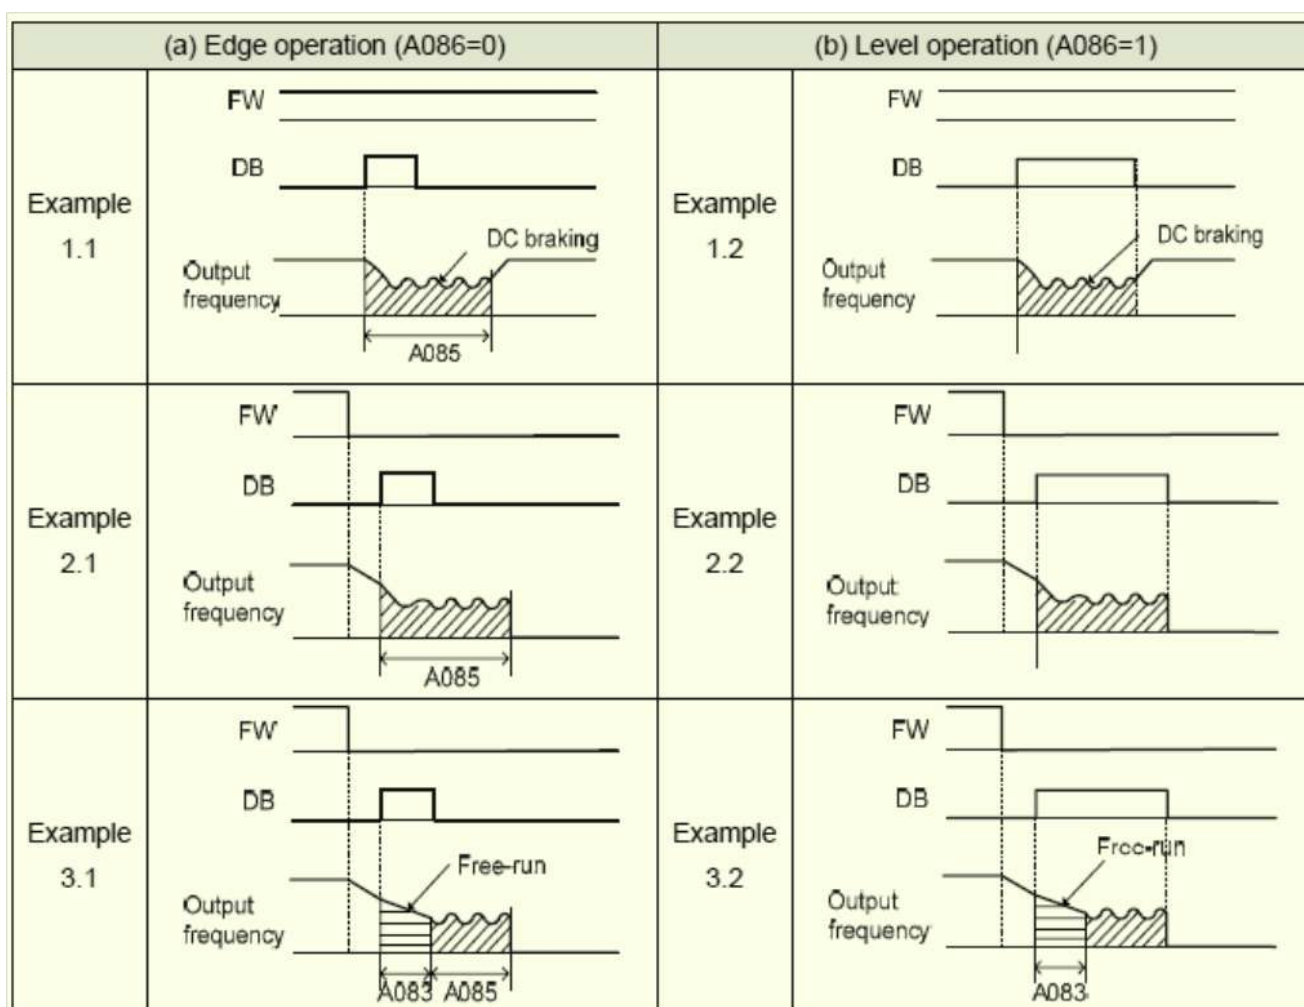 (a) Edge operation (A086=0)
(b) Level operation (A086=1)
Example
1.1
FW
DB
DC braking
Output
frequency
A085
Example
1.2
FW
DB
DC braking
Output
frequency
Example
2.1
FW
DB
Output
frequency
A085
Example
2.2
FW
DB
Output
frequency
Example
3.1
FW
DB
Free-run
Output
frequency
A083
A085
Example
3.2
FW
DB
Free-run
Output
frequency
A083